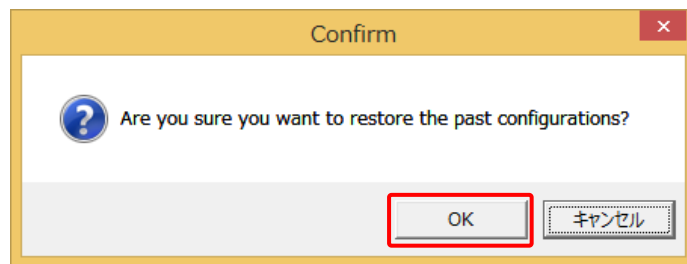 Confirm
Are you sure you want to restore the past configurations?
OK
キャンセル